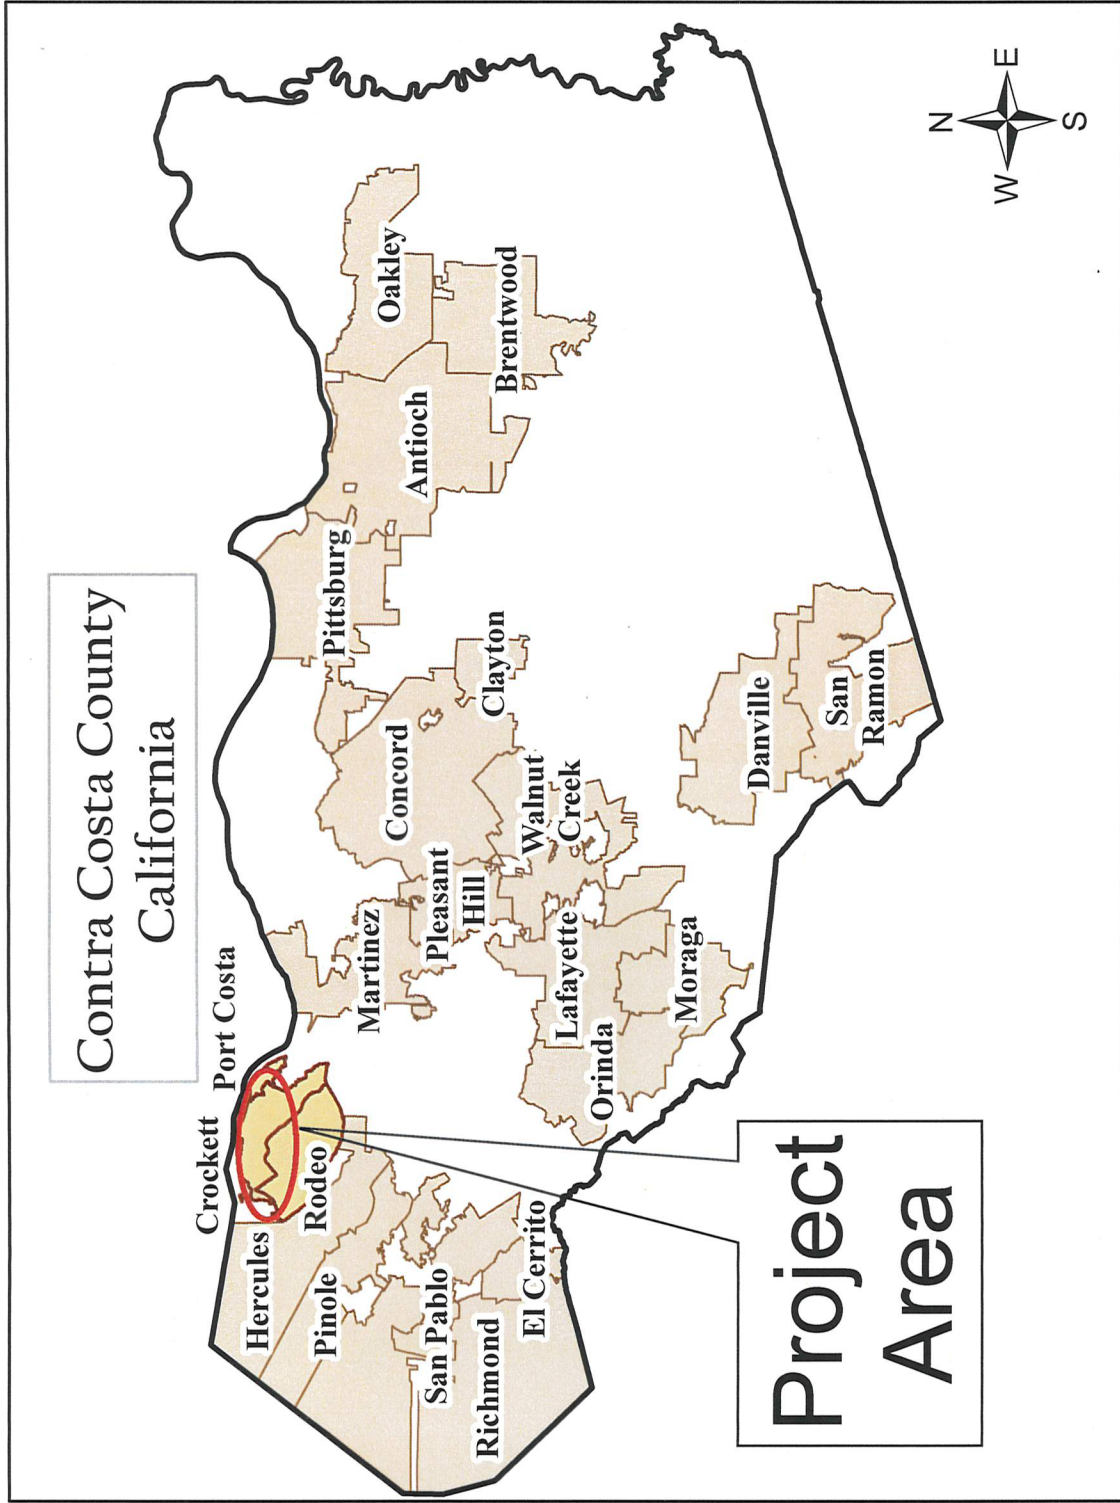 Contra Costa County
California
Crockett
Port Costa
Hercules
Rodeo
Pinole
San Pablo
Richmond
El Cerrito
Martinez
Pleasant
Hill
Concord
Clayton
Walnut
Creek
Lafayette
Orinda
Moraga
Pittsburg
Antioch
Oakley
Brentwood
Danville
San
Ramon
Project
Area
N
W
E
S